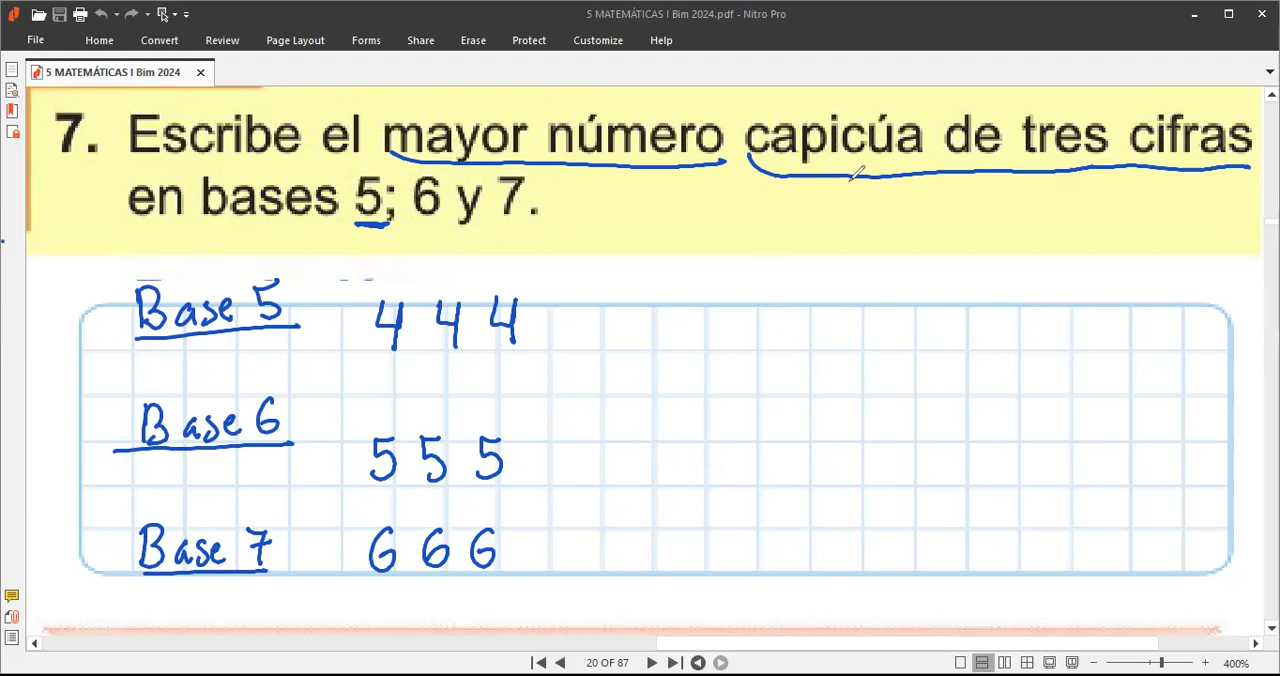 5 MATEMÁTICAS I Bim 2024.pdf - Nitro Pro
File Home Convert Review Page Layout Forms Share Erase Protect Customize Help
5 MATEMÁTICAS I Bim 2024
7. Escribe el mayor número capicúa de tres cifras
en bases 5; 6 y 7.
Base 5 4 4 4
Base 6 5 5 5
Base 7 6 6 6
20 OF 87
400%